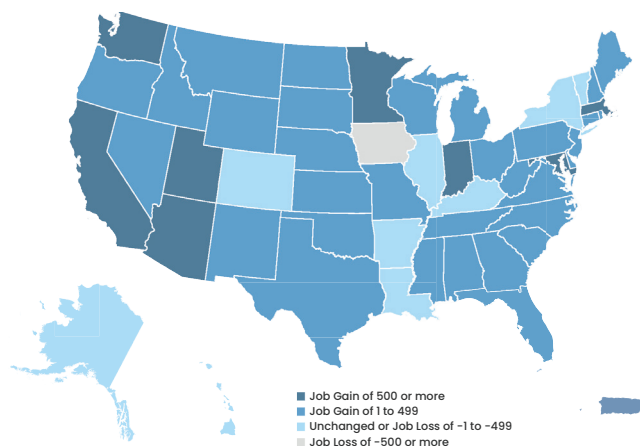 Job Gain of 500 or more
Job Gain of 1 to 499
Unchanged or Job Loss of -1 to -499
Job Loss of -500 or more